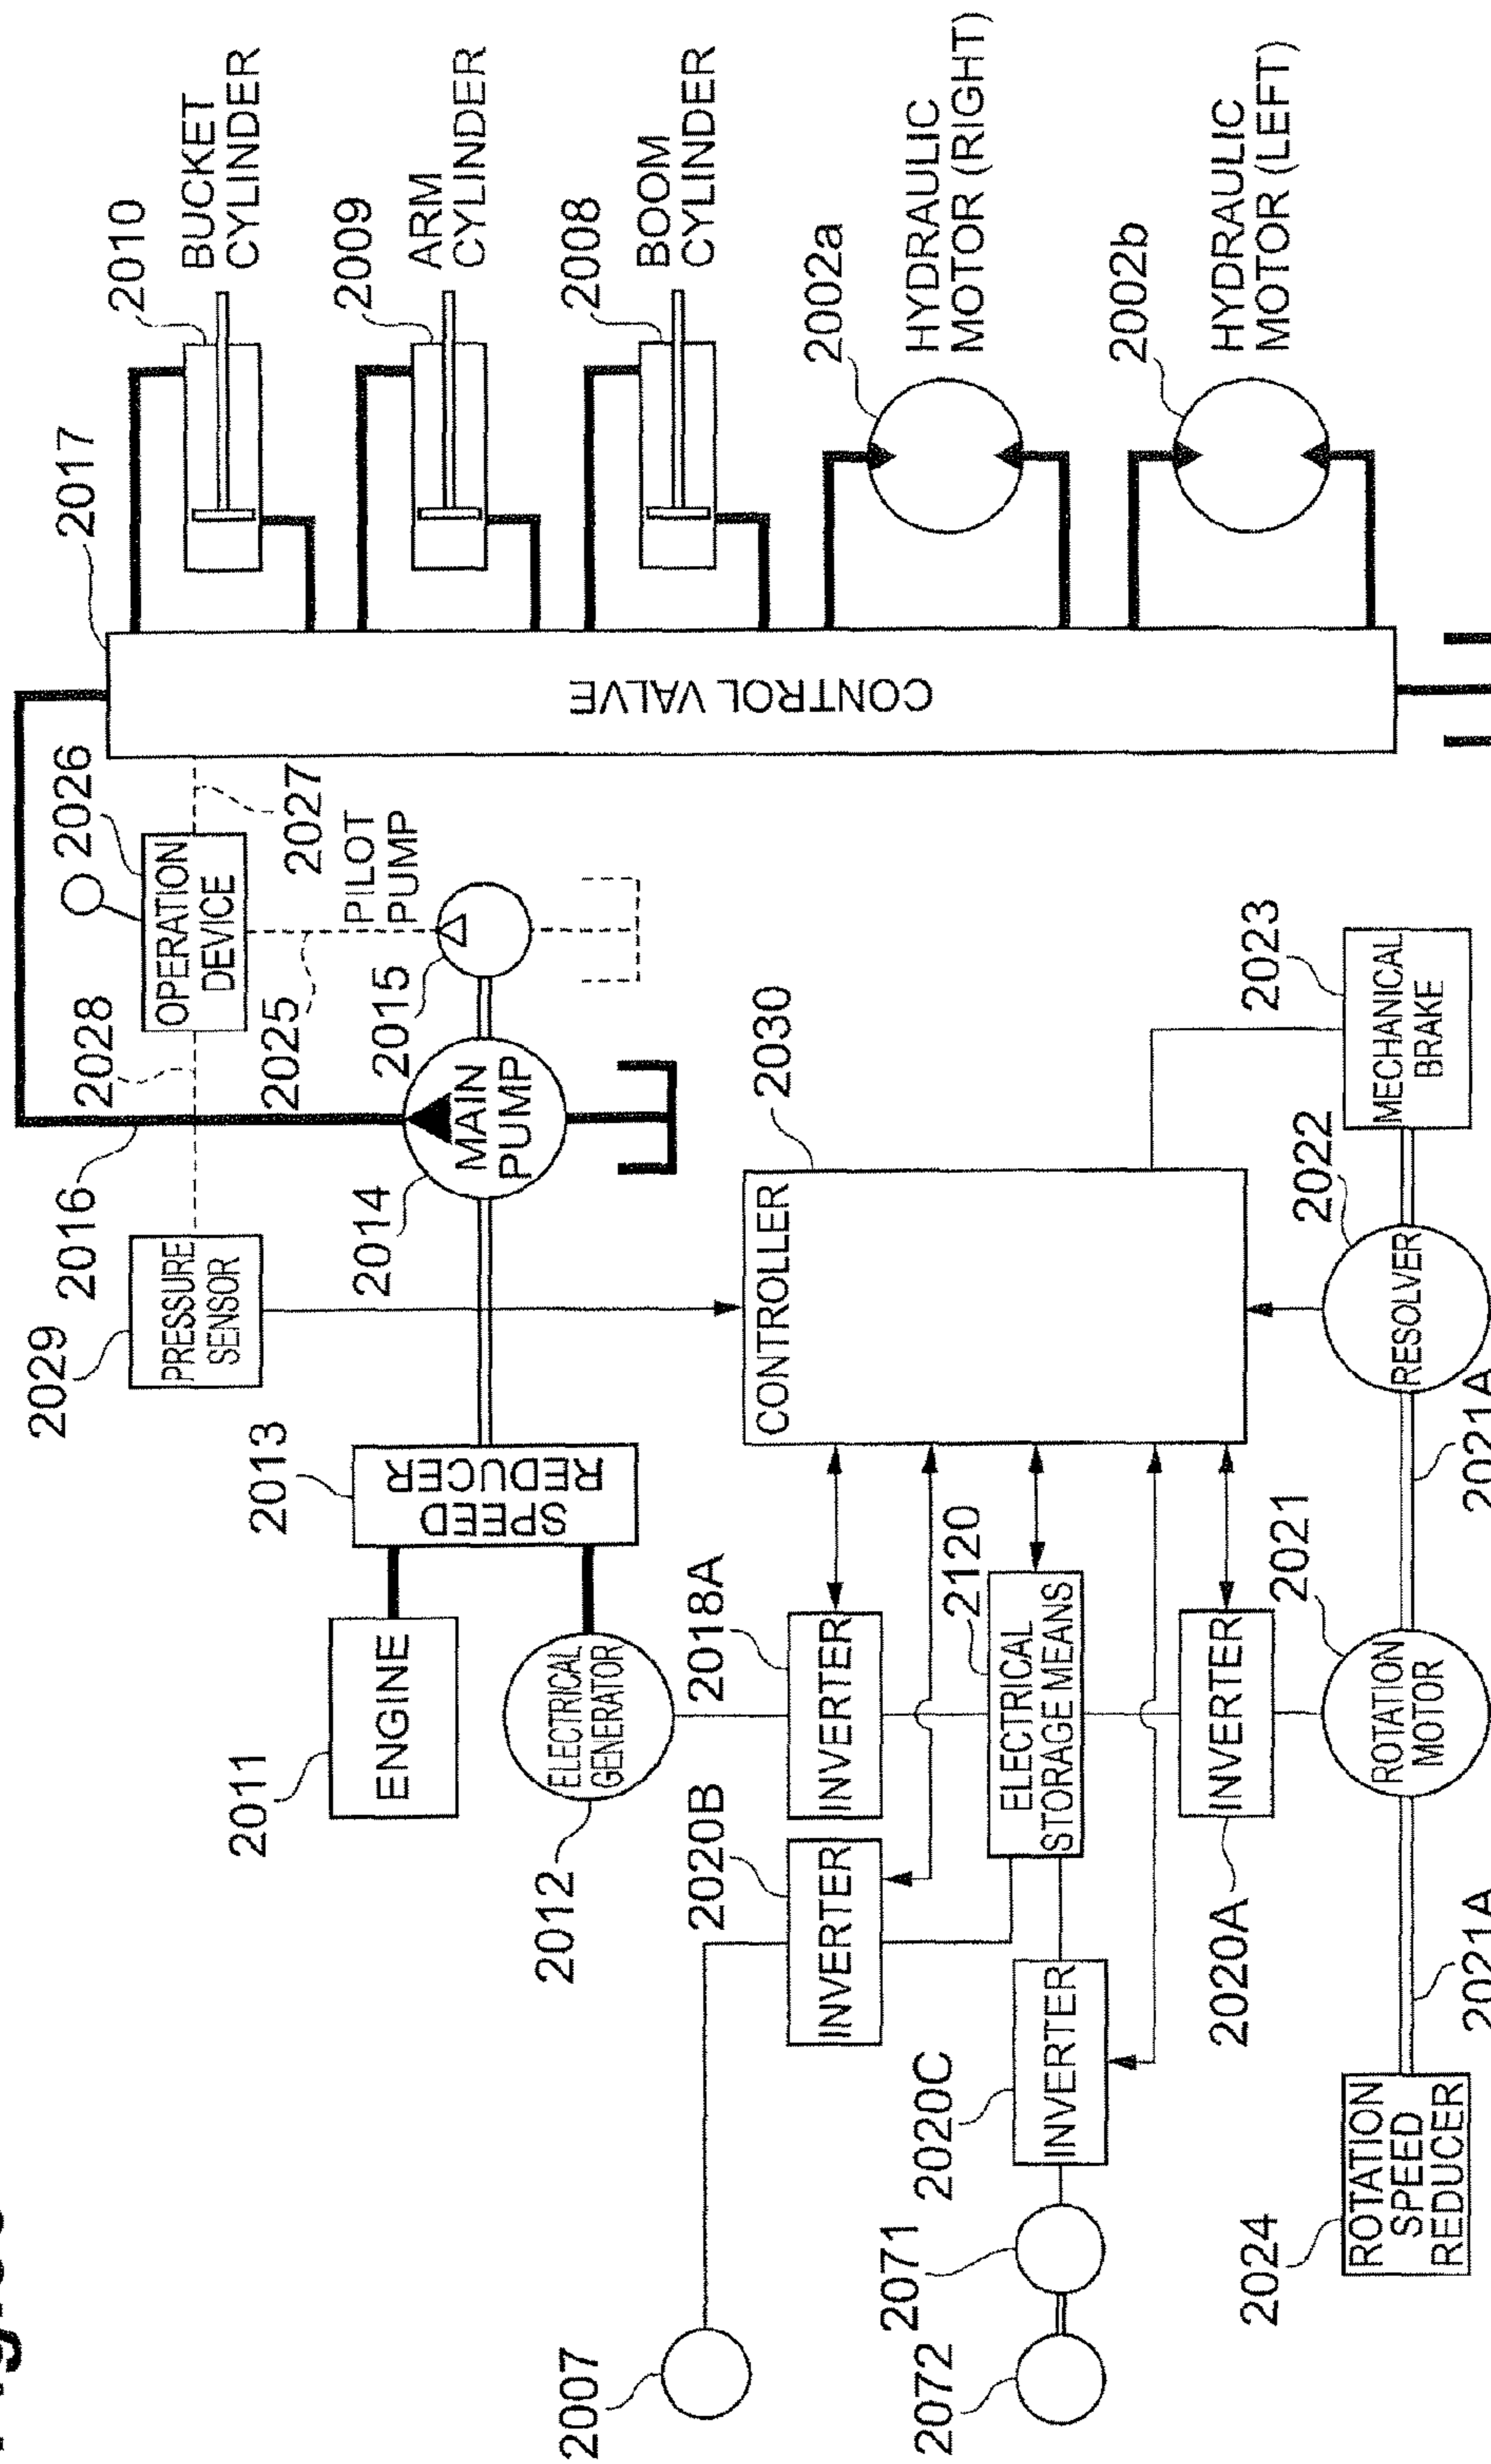 2010
BUCKET
CYLINDER
2009
ARM
CYLINDER
2008
BOOM
CYLINDER
2002a
HYDRAULIC
MOTOR (RIGHT)
2002b
HYDRAULIC
MOTOR (LEFT)
2017
CONTROL VALVE
2026
OPERATION
DEVICE
2027
PILOT
PUMP
2028
2025
2015
2016
MAIN
PUMP
2014
2029
PRESSURE
SENSOR
2030
CONTROLLER
2023
MECHANICAL
BRAKE
2022
RESOLVER
2021A
2013
SPEED
REDUCER
2011
ENGINE
2012
ELECTRICAL
GENERATOR
2018A
INVERTER
2120
ELECTRICAL
STORAGE MEANS
2021
ROTATION
MOTOR
2020B
INVERTER
2020A
INVERTER
2020C
INVERTER
2021A
2007
2071
2072
2024
ROTATION
SPEED
REDUCER